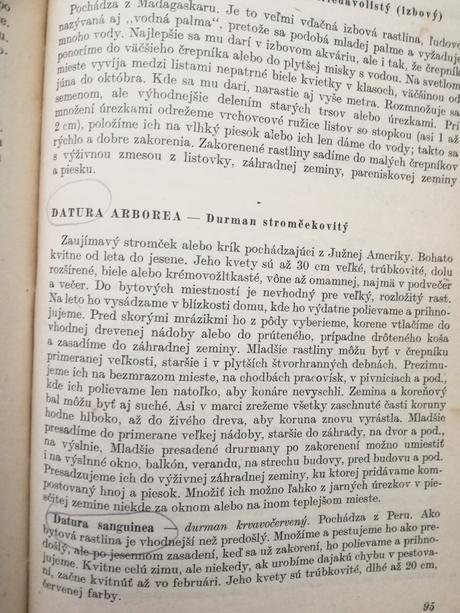 (izbový)
Pochádza z Madagaskaru. Je to veľmi vďačná izbová rastlina, ľudove
nazývaná aj „vodná palma", pretože sa podobá mladej palme a vyžaduje
mnoho vody. Najlepšie sa mu darí v izbovom akváriu, ale i tak, že črepník
ponoríme do väčšieho črepníka alebo do plytšej misky s vodou. Na svetlom
mieste vyvíja medzi listami nepatrné biele kvietky v klasoch, väčšinou od
júna do októbra. Kde sa mu darí, narastie aj vyše metra. Rozmnožuje sa
semenom, ale výhodnejšie delením starých trsov alebo úrezkami. Pri
množení úrezkami odrežeme vrchovcové ružice listov so stopkou (asi 1 až
2 cm), položíme ich na vlhký piesok alebo ich len dáme do vody; takto sa
rýchlo a dobre zakorenia. Zakorenené rastliny sadíme do malých črepníkov
s výživnou zmesou z listovky, záhradnej zeminy, pareniskovej zeminy
a piesku.
DATURA ARBOREA — Durman stromčekovitý
Zaujímavý stromček alebo krík pochádzajúci z Južnej Ameriky. Bohato
kvitne od leta do jesene. Jeho kvety sú až 30 cm veľké, trúbkovité, dolu
rozšírené, biele alebo krémovožltkasté, vône až omamnej, najmä v podvečer
a večer. Do bytových miestností je nevhodný pre veľký, rozložitý rast.
Na leto ho vysádzame v blízkosti domu, kde ho výdatne polievame a prihno-
jujeme. Pred skorými mrázikmi ho z pôdy vyberieme, korene vtlačíme do
vhodnej drevenej nádoby alebo do prúteného, prípadne drôteného koša
a zasadíme do záhradnej zeminy. Mladšie rastliny môžu byť v črepníku
primeranej veľkosti, staršie i v plytších štvorhranných debnách. Prezimu-
jeme ich na bezmrazom mieste, na chodbách pracovísk, v pivniciach a pod.,
kde ich polievame len natoľko, aby konáre nevyschli. Zemina a koreňový
bal môžu byť aj suché. Asi v marci zrežeme všetky zaschnuté časti koruny
hodne hlboko, až do živého dreva, aby koruna znovu vyrástla. Mladšie
presadíme do primerane veľkej nádoby, staršie do záhrady, na dvor a pod.,
na výslnie. Mladšie presadené drurmany po zakorenení možno umiestiť
i na výslnné okno, balkón, verandu, na strechu budovy, pred budovu a pod.
Presadzujeme ich do výživnej záhradnej zeminy, ku ktorej pridávame kom-
postovaný hnoj a piesok. Množiť ich možno ľahko z jarných úrezkov v pie-
sčitej zemine niekde za oknom alebo na inom teplejšom mieste.
Datura sanguinea — durman krvavočervený. Pochádza z Peru. Ako
bytová rastlina je vhodnejší než predošlý. Množíme a pestujeme ho ako pre-
došlý, ale po jesennom zasadení, keď sa už zakorení, ho polievame a prihno-
jujeme. Kvitne celú zimu, ale niekedy, ak urobíme dajakú chybu v pestova-
ní, začne kvitnúť až vo februári. Jeho kvety sú trúbkovité, dlhé až 20 cm,
červenej farby.
95